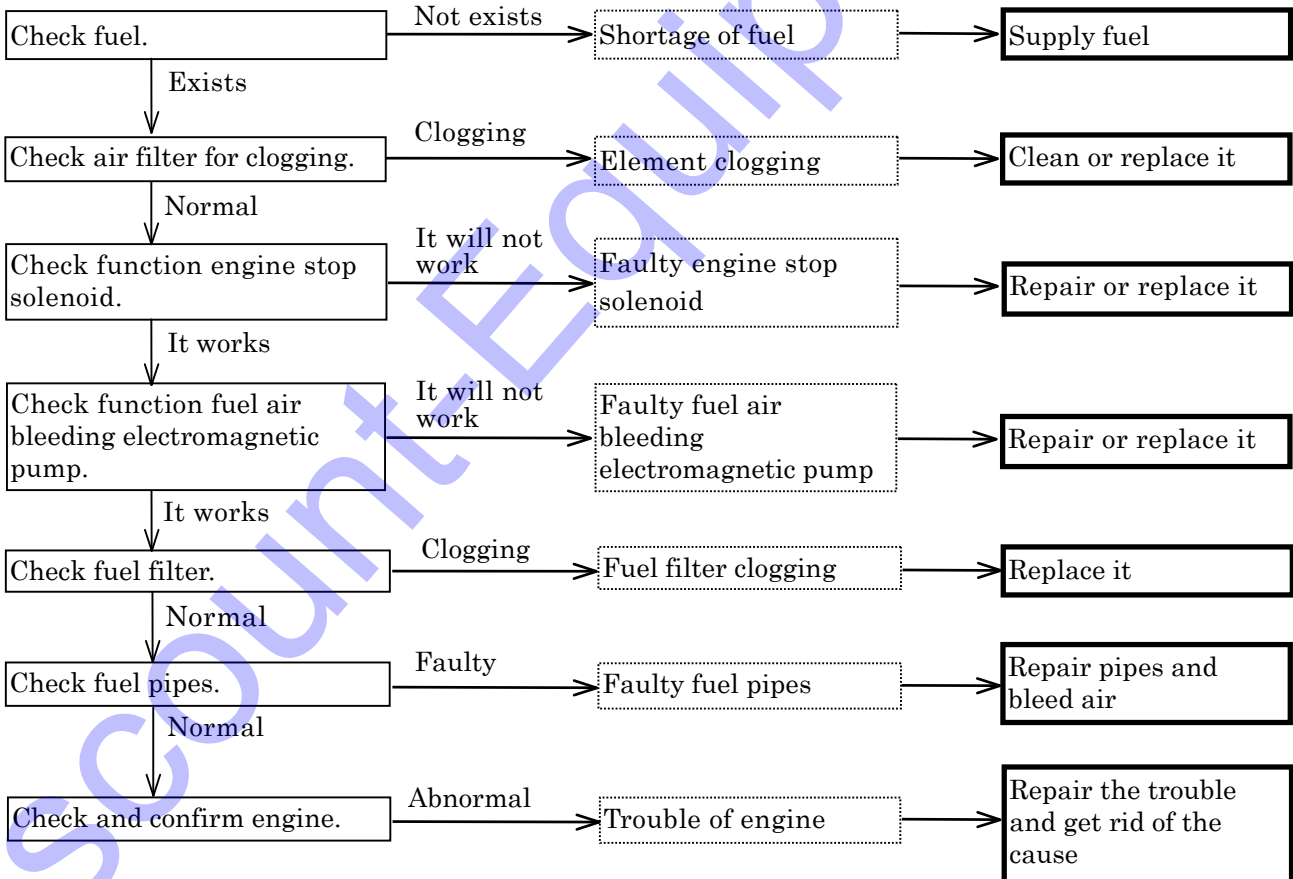 Check fuel.
Not exists
Shortage of fuel
Supply fuel
Exists
Check air filter for clogging.
Clogging
Element clogging
Clean or replace it
Normal
Check function engine stop
solenoid.
It will not
work
Faulty engine stop
solenoid
Repair or replace it
It works
Check function fuel air
bleeding electromagnetic
pump.
It will not
work
Faulty fuel air
bleeding
electromagnetic pump
Repair or replace it
It works
Check fuel filter.
Clogging
Fuel filter clogging
Replace it
Normal
Check fuel pipes.
Faulty
Faulty fuel pipes
Repair pipes and
bleed air
Normal
Check and confirm engine.
Abnormal
Trouble of engine
Repair the trouble
and get rid of the
cause
scount-Equip